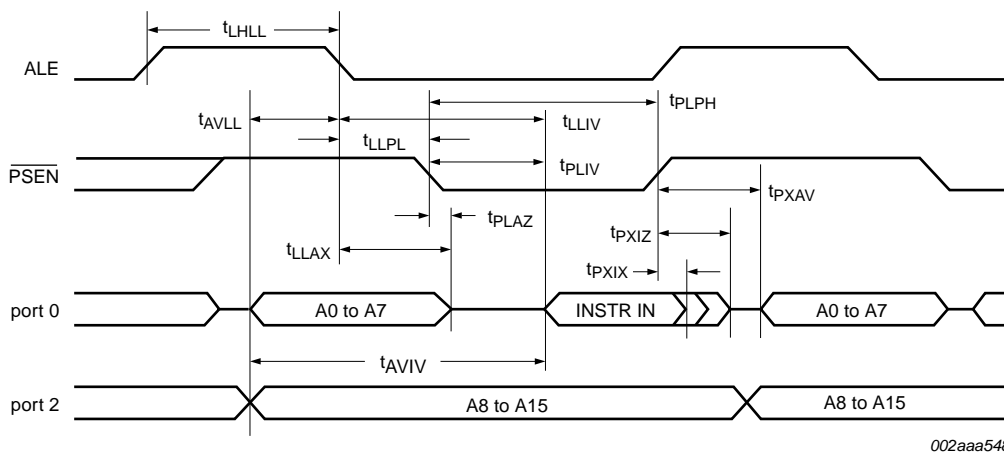 tLHLL
ALE
tPLPH
tAVLL
tLLIV
tLLPL
tPLIV
PSEN
tPXAV
tPLAZ
tPXIZ
tLLAX
tPXIX
port 0
A0 to A7
INSTR IN
A0 to A7
tAVIV
port 2
A8 to A15
A8 to A15
002aaa548